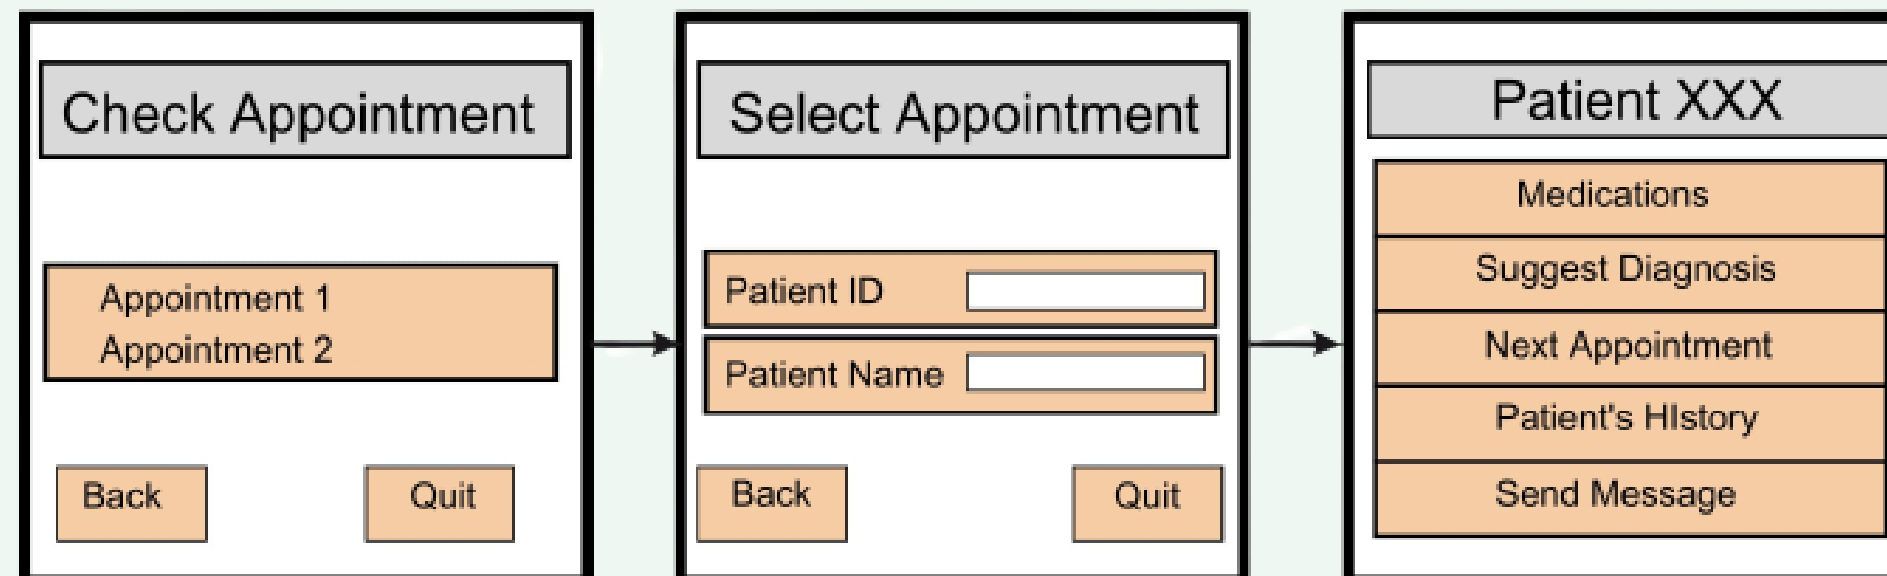 Check Appointment
Appointment 1
Appointment 2
Back
Quit
Select Appointment
Patient ID
Patient Name
Back
Quit
Patient XXX
Medications
Suggest Diagnosis
Next Appointment
Patient's HIstory
Send Message